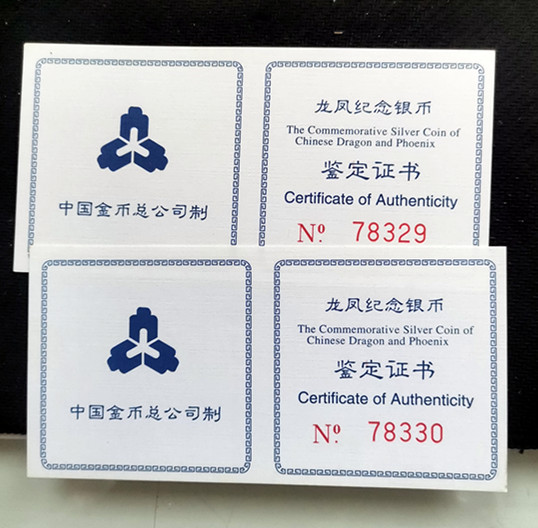 中国金币总公司制
龙凤纪念银币
The Commemorative Silver Coin of
Chinese Dragon and Phoenix
鉴定证书
Certificate of Authenticity
Nº. 78329
中国金币总公司制
龙凤纪念银币
The Commemorative Silver Coin of
Chinese Dragon and Phoenix
鉴定证书
Certificate of Authenticity
Nº. 78330